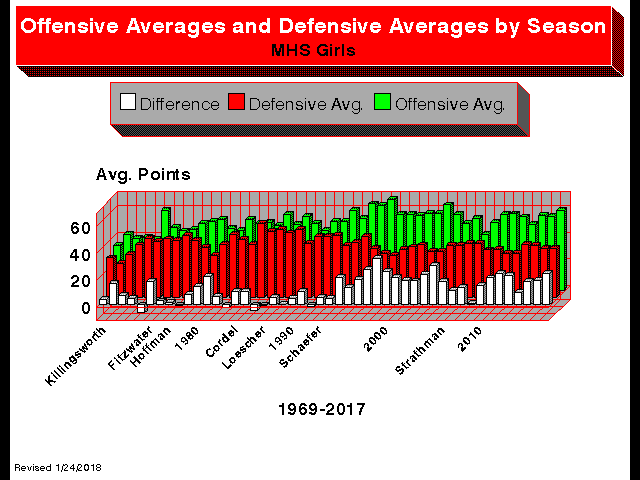 Offensive Averages and Defensive Averages by Season
MHS Girls
Difference Defensive Avg. Offensive Avg.
Avg. Points
60
40
20
0
Killingsworth
Fitzwater
Hoffman
1980
Cordel
Loescher
1990
Schaefer
2000
Strathman
2010
1969-2017
Revised 1/24/2018